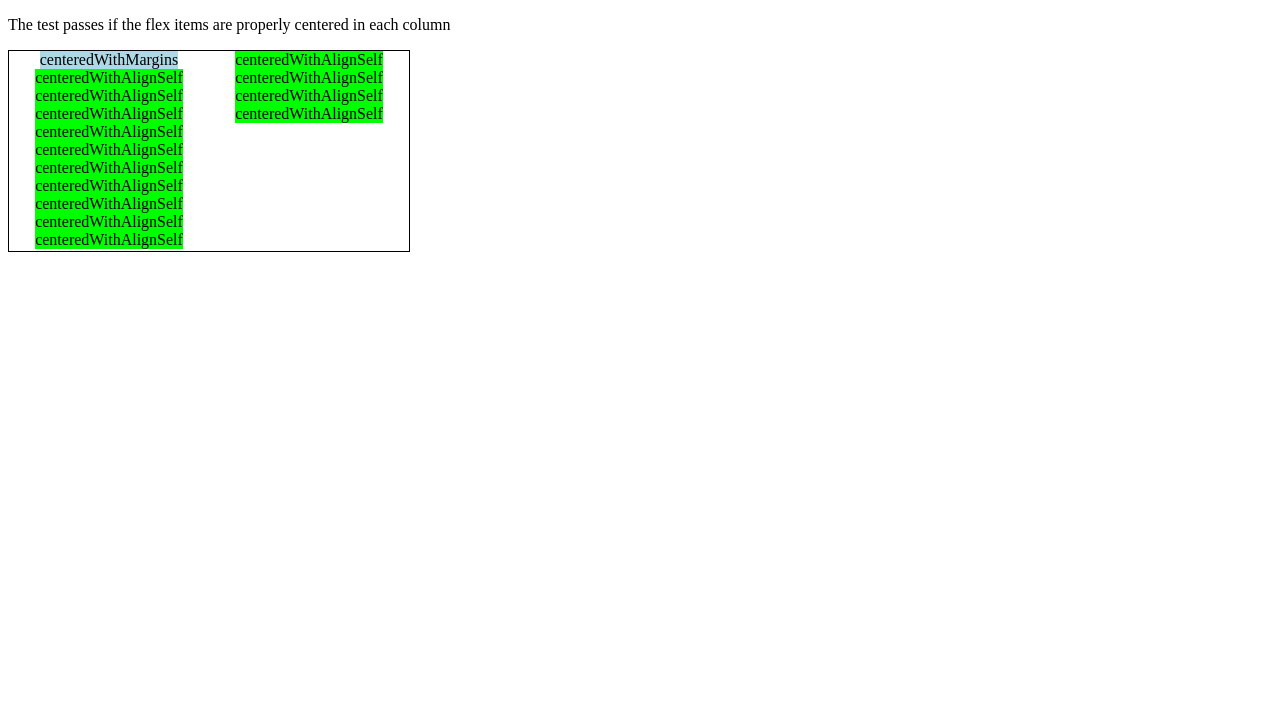 The test passes if the flex items are properly centered in each column
centeredWithMargins
centeredWithAlignSelf
centeredWithAlignSelf
centeredWithAlignSelf
centeredWithAlignSelf
centeredWithAlignSelf
centeredWithAlignSelf
centeredWithAlignSelf
centeredWithAlignSelf
centeredWithAlignSelf
centeredWithAlignSelf
centeredWithAlignSelf
centeredWithAlignSelf
centeredWithAlignSelf
centeredWithAlignSelf